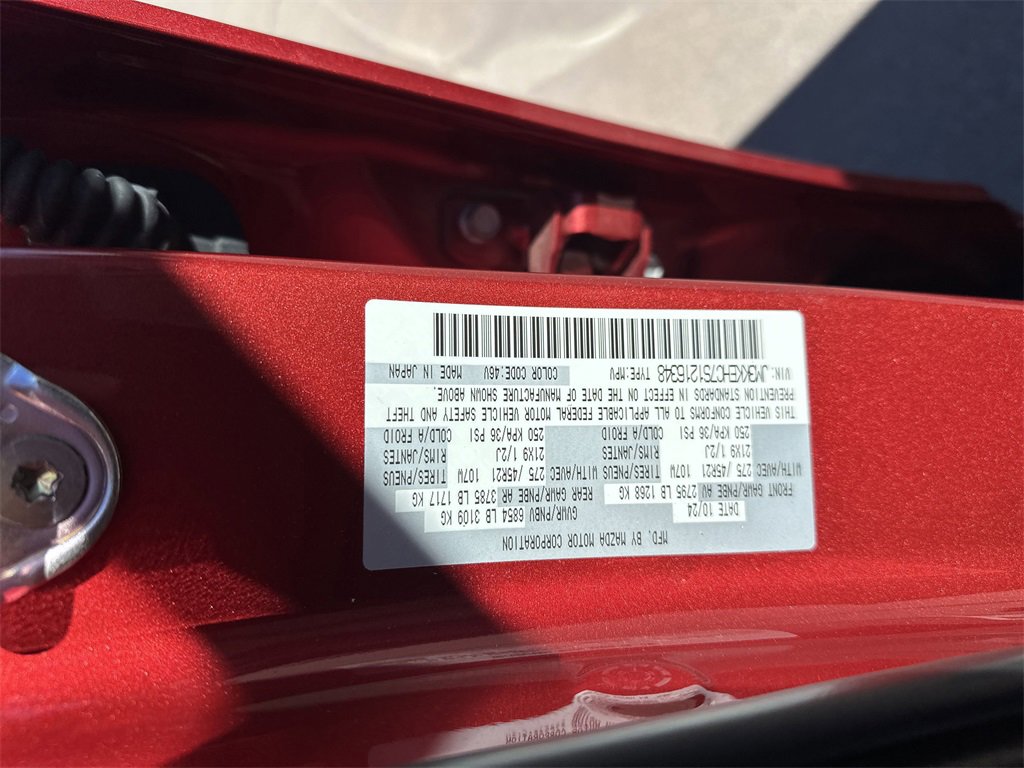 MFD. BY MAZDA MOTOR CORPORATION
DATE 10/24 GVWR/PNBV 6854 LB 3109 KG
FRONT GAWR/PNBE AV 2795 LB 1268 KG REAR GAWR/PNBE AR 3785 LB 1717 KG
WITH/AVEC 275 /45R21 107W TIRES/PNEUS WITH/AVEC 275 /45R21 107W TIRES/PNEUS
21X9 1/2J RIMS/JANTES 21X9 1/2J RIMS/JANTES
250 KPA/36 PSI COLD/A FROID 250 KPA/36 PSI COLD/A FROID
THIS VEHICLE CONFORMS TO ALL APPLICABLE FEDERAL MOTOR VEHICLE SAFETY AND THEFT
PREVENTION STANDARDS IN EFFECT ON THE DATE OF MANUFACTURE SHOWN ABOVE.
VIN: JM3KKEHC7S1216348 TYPE:MPV COLOR CODE:46V MADE IN JAPAN
CORPORATION